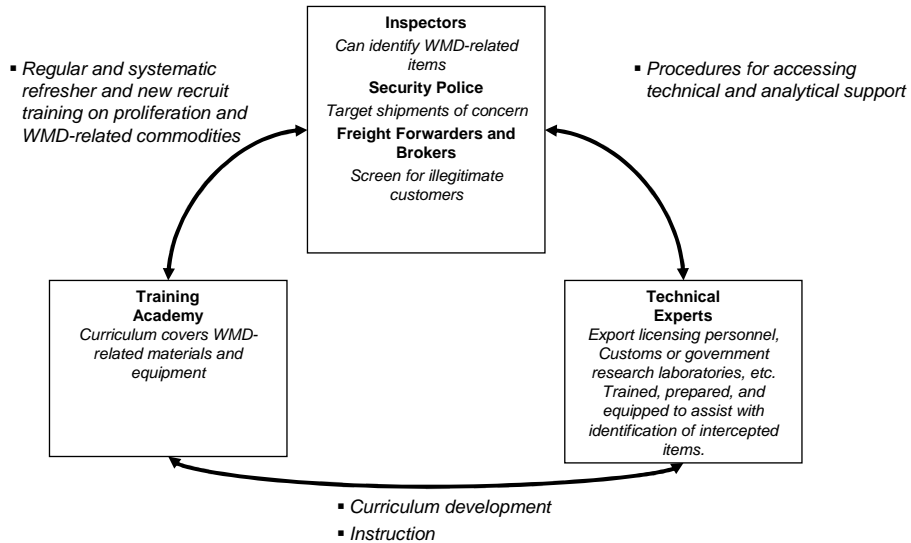 Inspectors
Can identify WMD-related
items
Security Police
Target shipments of concern
Freight Forwarders and
Brokers
Screen for illegitimate
customers
▪ Regular and systematic
refresher and new recruit
training on proliferation and
WMD-related commodities
▪ Procedures for accessing
technical and analytical support
Training
Academy
Curriculum covers WMD-
related materials and
equipment
Technical
Experts
Export licensing personnel,
Customs or government
research laboratories, etc.
Trained, prepared, and
equipped to assist with
identification of intercepted
items.
▪ Curriculum development
▪ Instruction